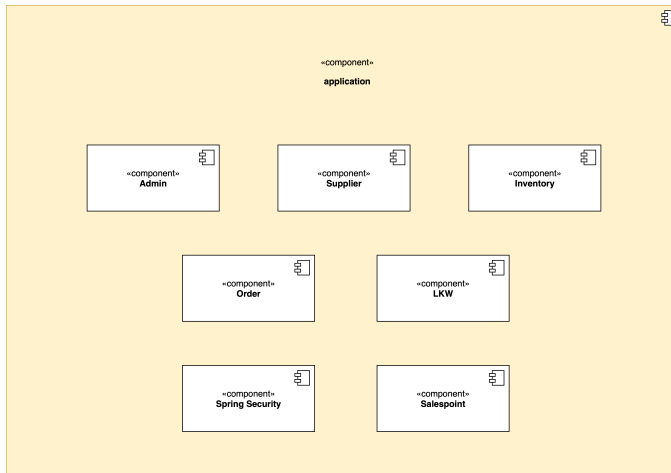 «component»
application
«component»
Admin
«component»
Supplier
«component»
Inventory
«component»
Order
«component»
LKW
«component»
Spring Security
«component»
Salespoint